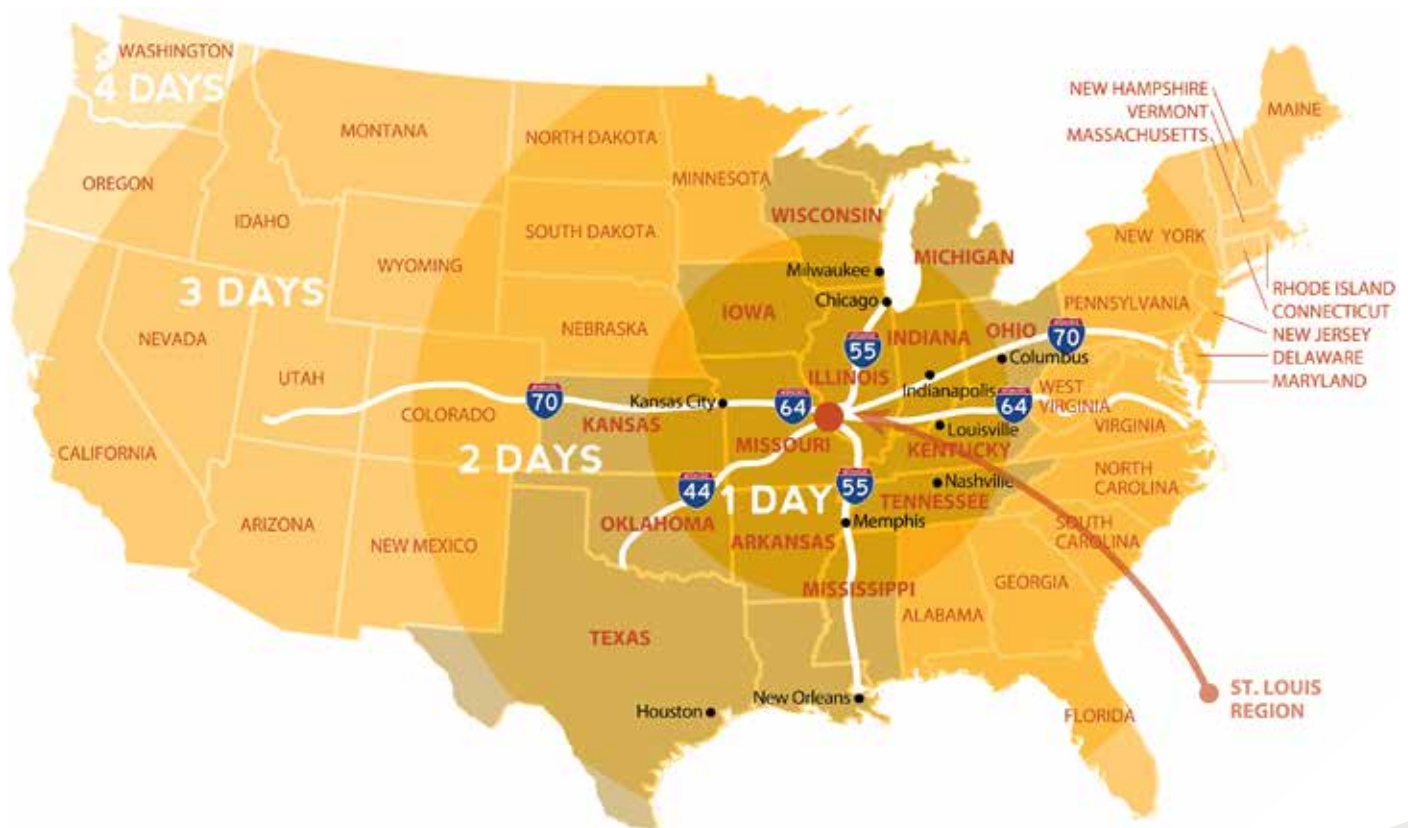 WASHINGTON
4 DAYS
MONTANA
NORTH DAKOTA
MINNESOTA
OREGON
IDAHO
SOUTH DAKOTA
WISCONSIN
WYOMING
MICHIGAN
NEW YORK
NEW HAMPSHIRE
VERMONT
MASSACHUSETTS
MAINE
3 DAYS
Milwaukee
Chicago
IOWA
NEBRASKA
NEVADA
INDIANA
OHIO
PENNSYLVANIA
RHODE ISLAND
CONNECTICUT
NEW JERSEY
DELAWARE
MARYLAND
55
70
Columbus
UTAH
COLORADO
70
Kansas City
64
ILLINOIS
Indianapolis
64
WEST
VIRGINIA
VIRGINIA
KANSAS
MISSOURI
Louisville
KENTUCKY
CALIFORNIA
2 DAYS
44
1 DAY
55
Nashville
TENNESSEE
NORTH
CAROLINA
ARIZONA
NEW MEXICO
OKLAHOMA
ARKANSAS
Memphis
SOUTH
CAROLINA
MISSISSIPPI
ALABAMA
GEORGIA
TEXAS
Houston
New Orleans
FLORIDA
ST. LOUIS
REGION